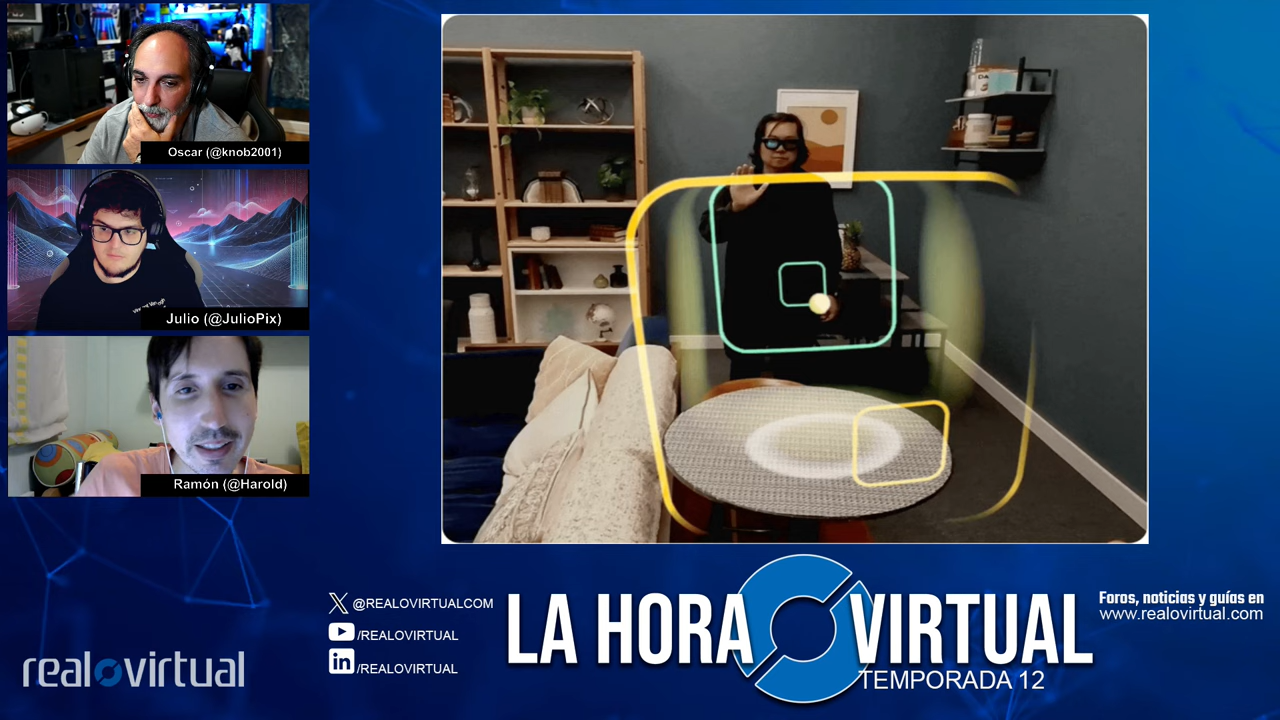 Oscar (@knob2001)
Julio (@JulioPix)
Ramón (@Harold)
@REALOVIRTUALCOM
/REALOVIRTUAL
/REALOVIRTUAL
LA HORA VIRTUAL
TEMPORADA 12
Foros, noticias y guías en
www.realovirtual.com
realovirtual